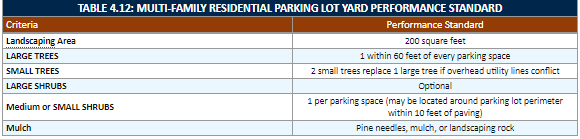 TABLE 4.12: MULTI-FAMILY RESIDENTIAL PARKING LOT YARD PERFORMANCE STANDARD
Criteria Performance Standard
Landscaping Area 200 square feet
LARGE TREES 1 within 60 feet of every parking space
SMALL TREES 2 small trees replace 1 large tree if overhead utility lines conflict
LARGE SHRUBS Optional
Medium or SMALL SHRUBS 1 per parking space (may be located around parking lot perimeter
within 10 feet of paving)
Mulch Pine needles, mulch, or landscaping rock